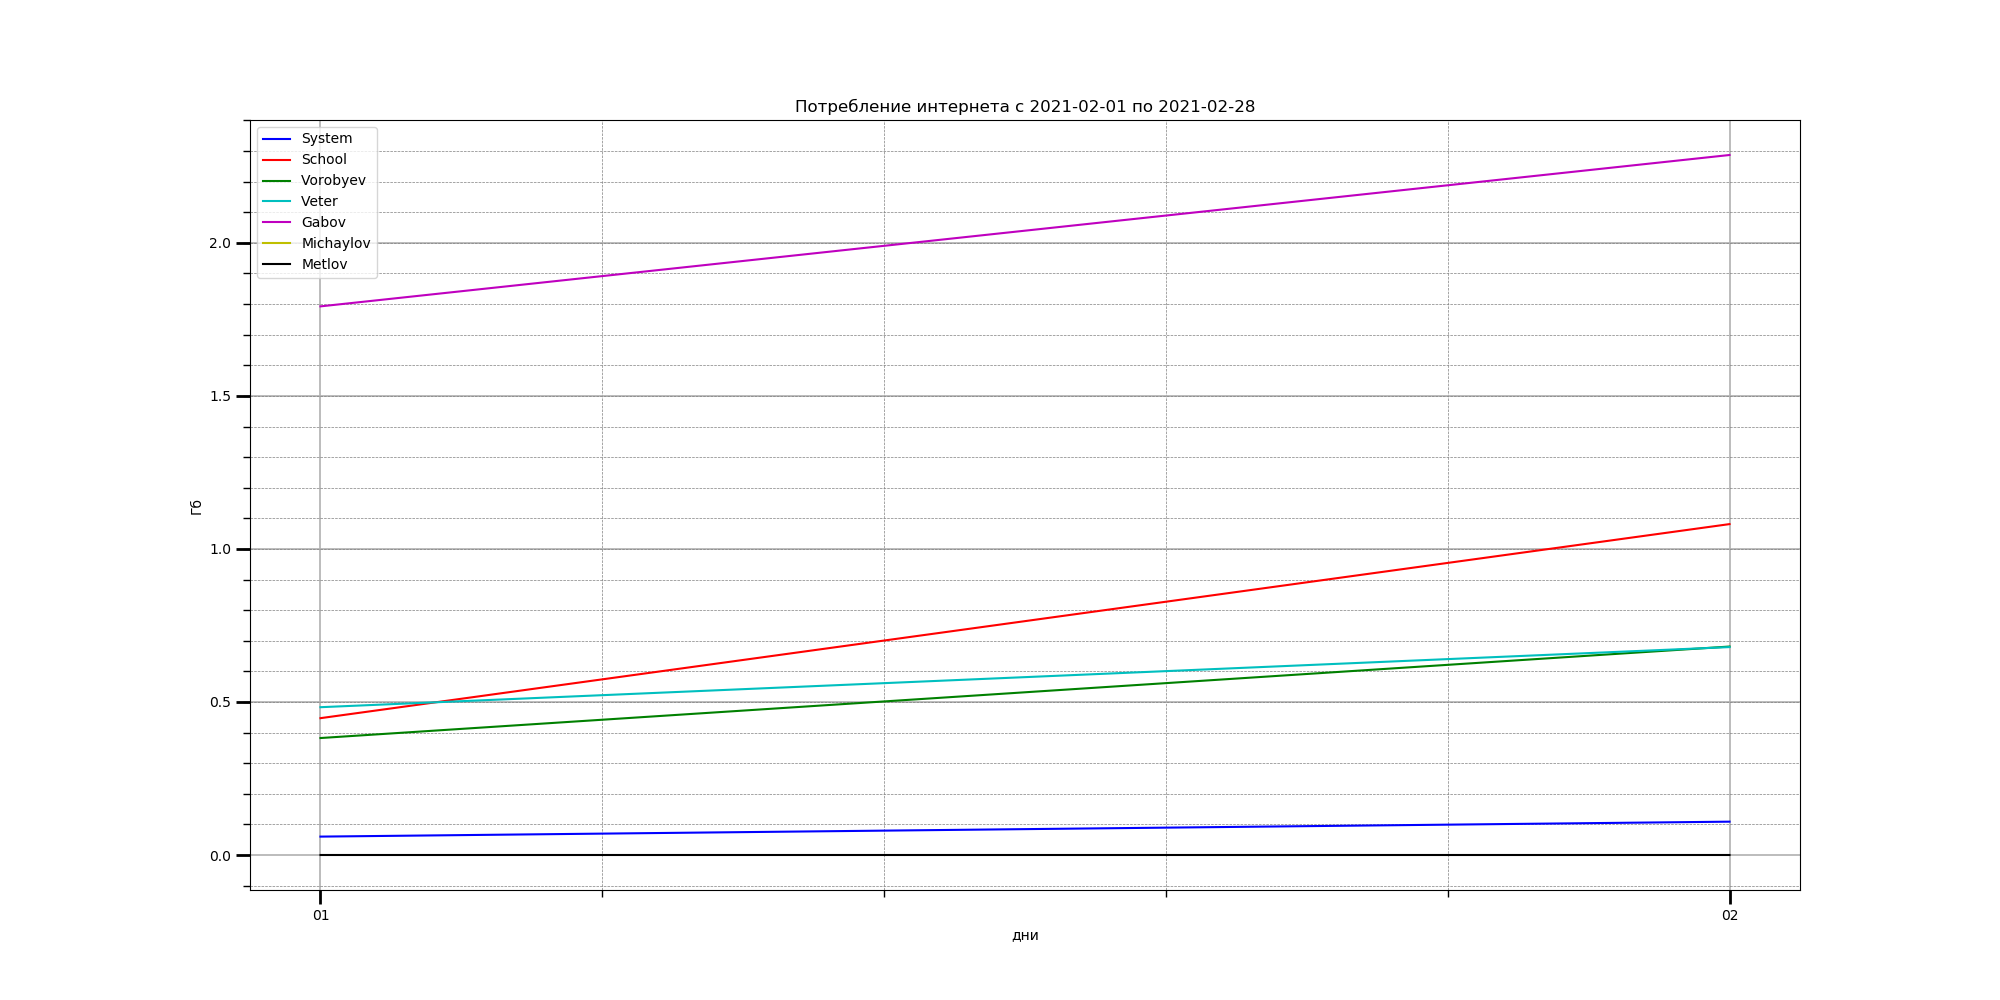 Потребление интернета с 2021-02-01 по 2021-02-28
System
School
Vorobyev
Veter
Gabov
Michaylov
Metlov
2.0
1.5
1.0
0.5
0.0
Гб
01
02
дни